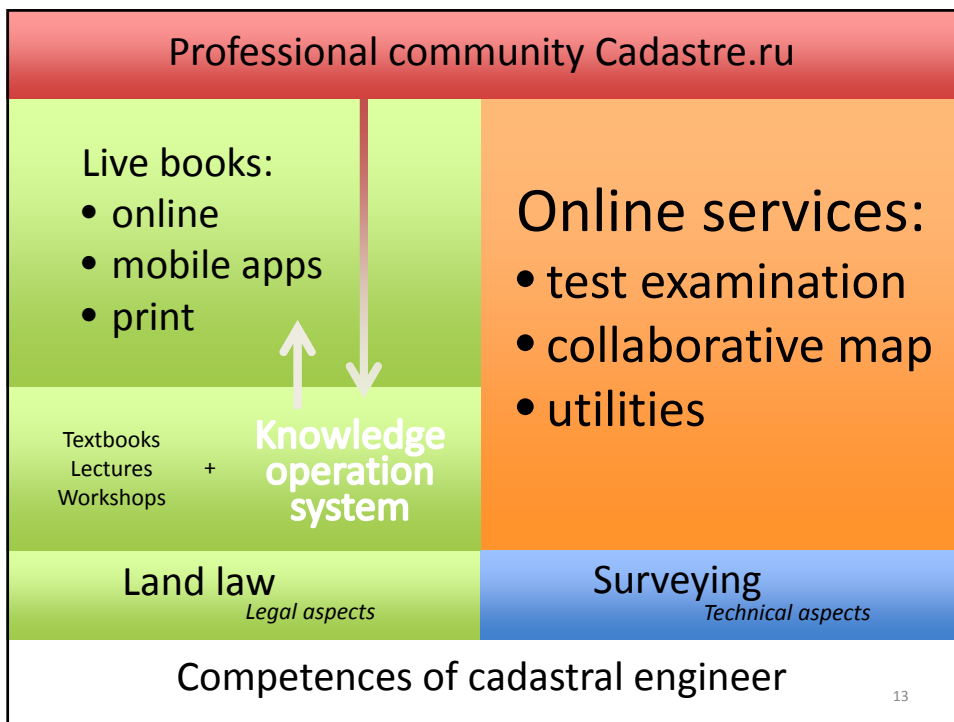 Professional community Cadastre.ru
Live books:
• online
• mobile apps
• print
Textbooks
Lectures
Workshops
+
Knowledge
operation
system
Online services:
• test examination
• collaborative map
• utilities
Land law
Legal aspects
Surveying
Technical aspects
Competences of cadastral engineer
13